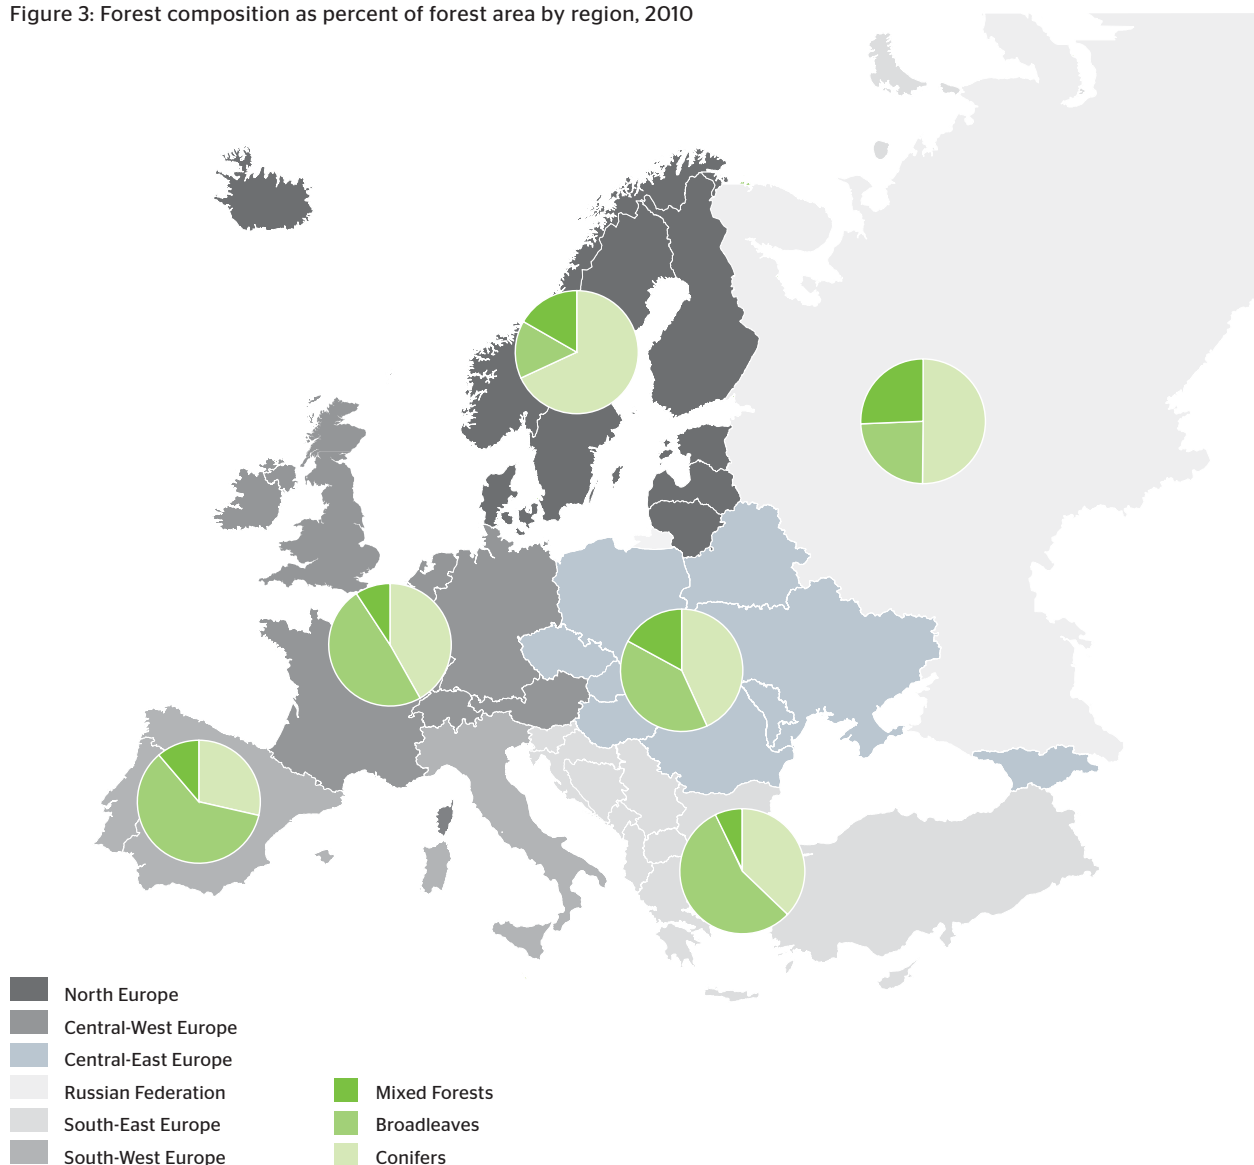 Figure 3: Forest composition as percent of forest area by region, 2010
North Europe
Central-West Europe
Central-East Europe
Russian Federation
South-East Europe
South-West Europe
Mixed Forests
Broadleaves
Conifers